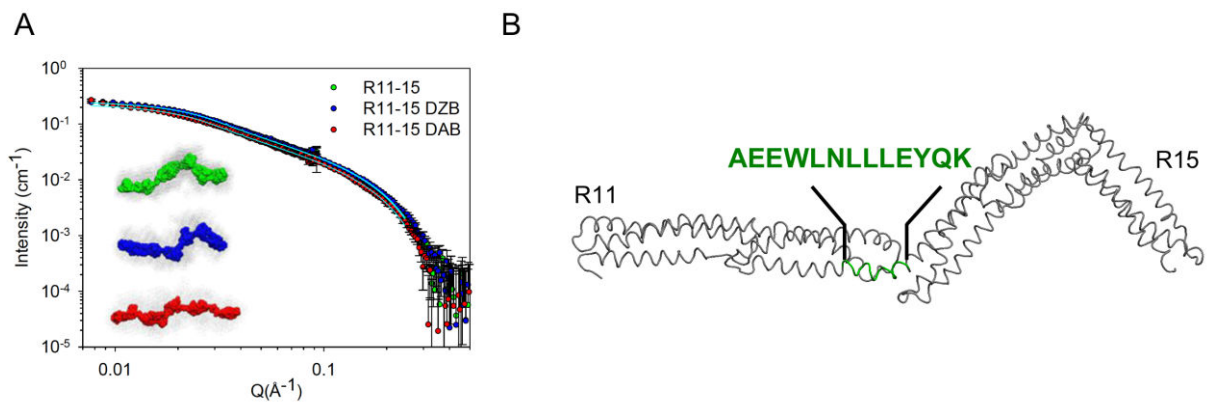 A
B
Intensity (cm⁻¹)
10⁰
10⁻¹
10⁻²
10⁻³
10⁻⁴
10⁻⁵
R11-15
R11-15 DZB
R11-15 DAB
0.01
0.1
Q(Å⁻¹)
AEEWLNLLLEYQK
R11
R15